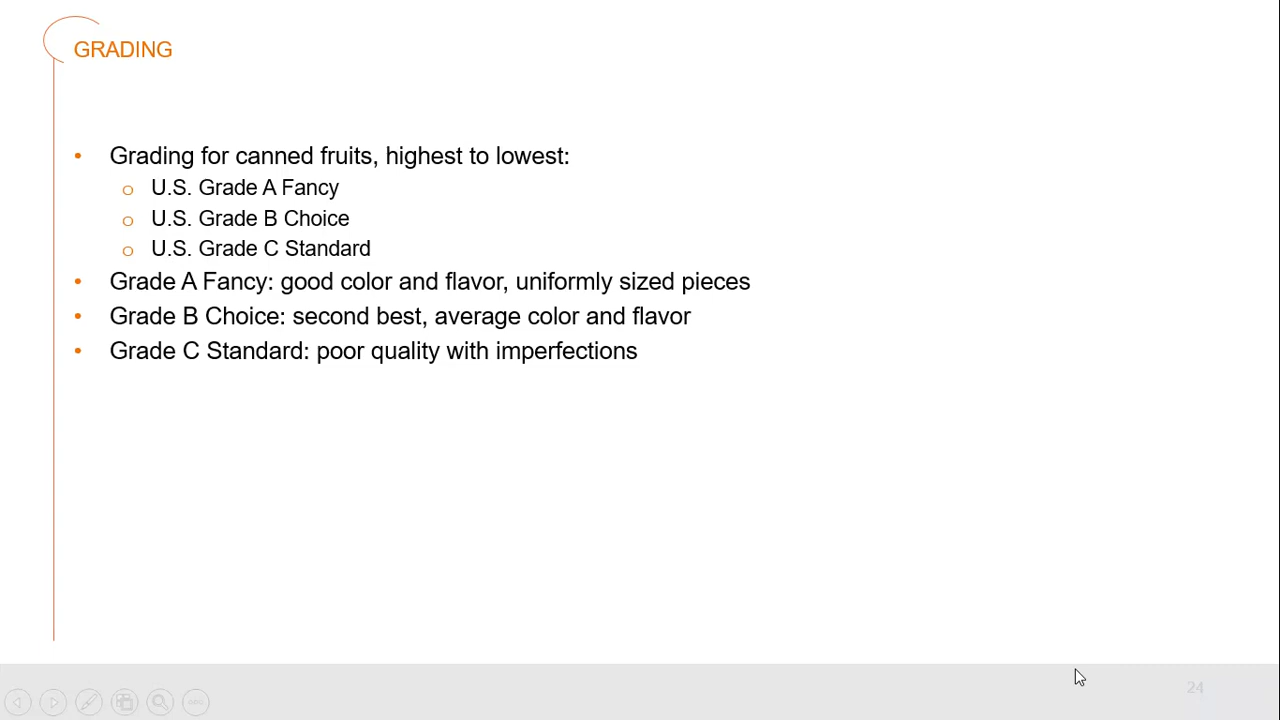 GRADING
• Grading for canned fruits, highest to lowest:
o U.S. Grade A Fancy
o U.S. Grade B Choice
o U.S. Grade C Standard
• Grade A Fancy: good color and flavor, uniformly sized pieces
• Grade B Choice: second best, average color and flavor
• Grade C Standard: poor quality with imperfections
24